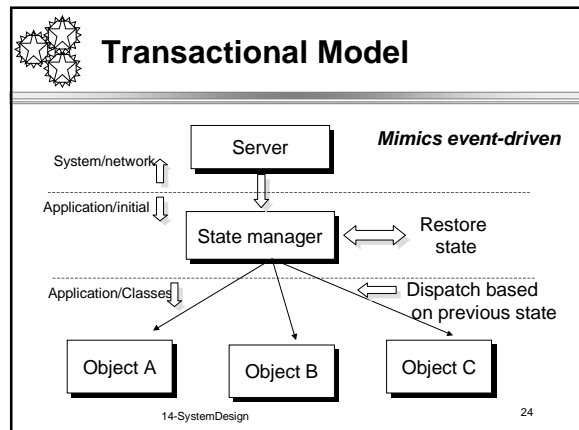 Transactional Model
Mimics event-driven
Server
System/network
Application/initial
State manager
Restore
state
Application/Classes
Dispatch based
on previous state
Object A
Object B
Object C
14-SystemDesign
24